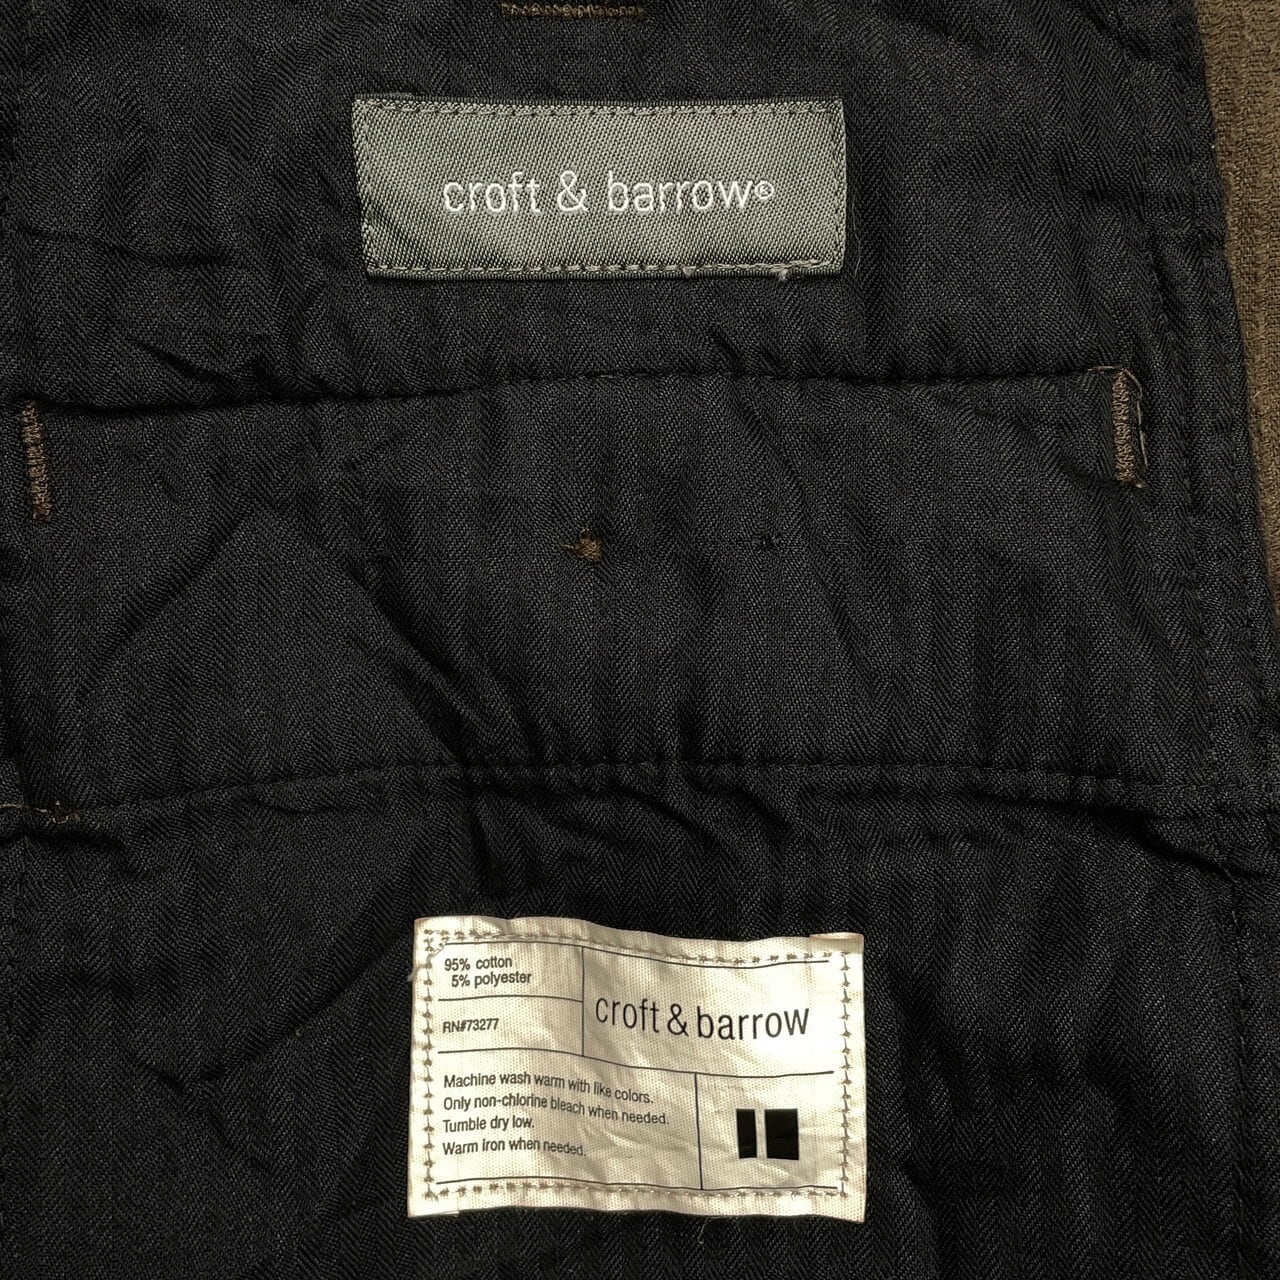 croft & barrow®
95% cotton
5% polyester
RN#73277
croft & barrow
Machine wash warm with like colors.
Only non-chlorine bleach when needed.
Tumble dry low.
Warm iron when needed.